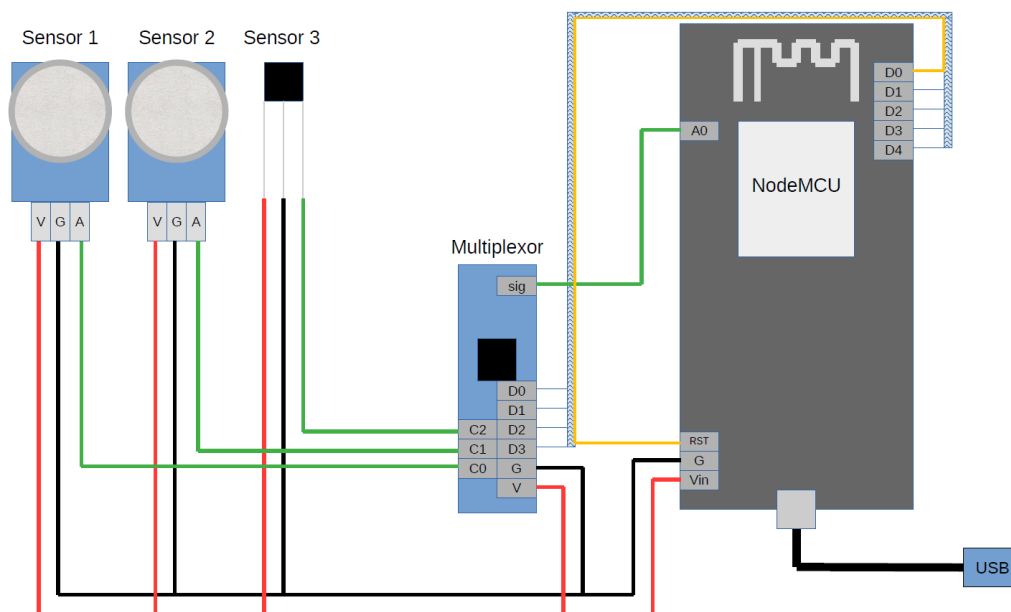 Sensor 1
Sensor 2
Sensor 3
V G A
V G A
Multiplexor
sig
D0
D1
C2 D2
C1 D3
C0 G
V
NodeMCU
A0
D0
D1
D2
D3
D4
RST
G
Vin
USB